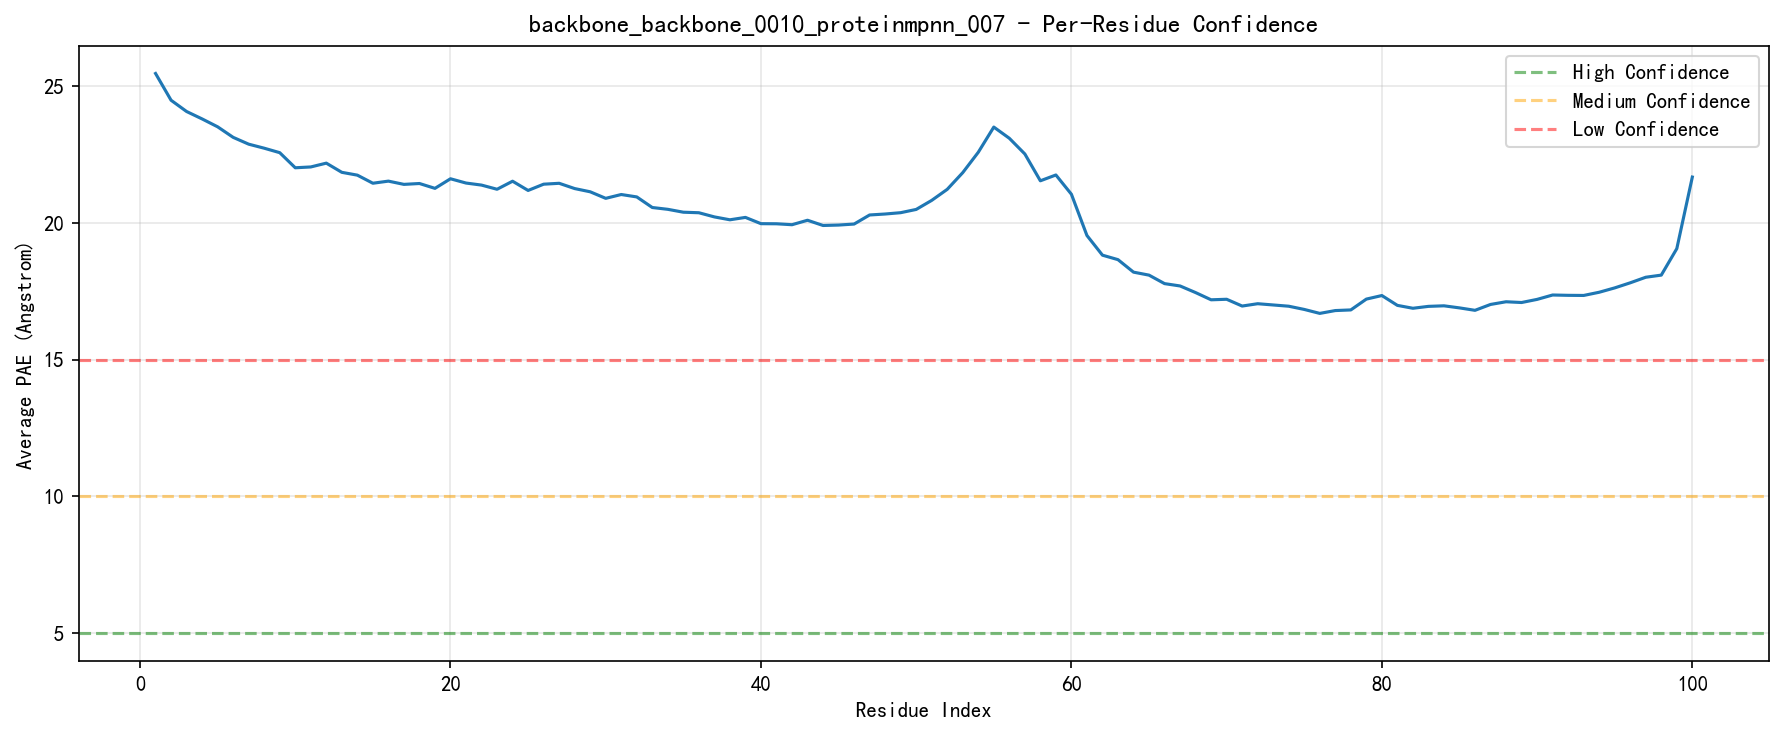 backbone_backbone_0010_proteinmpnn_007 - Per-Residue Confidence
High Confidence
Medium Confidence
Low Confidence
Average PAE (Angstrom)
25
20
15
10
5
0 20 40 60 80 100
Residue Index